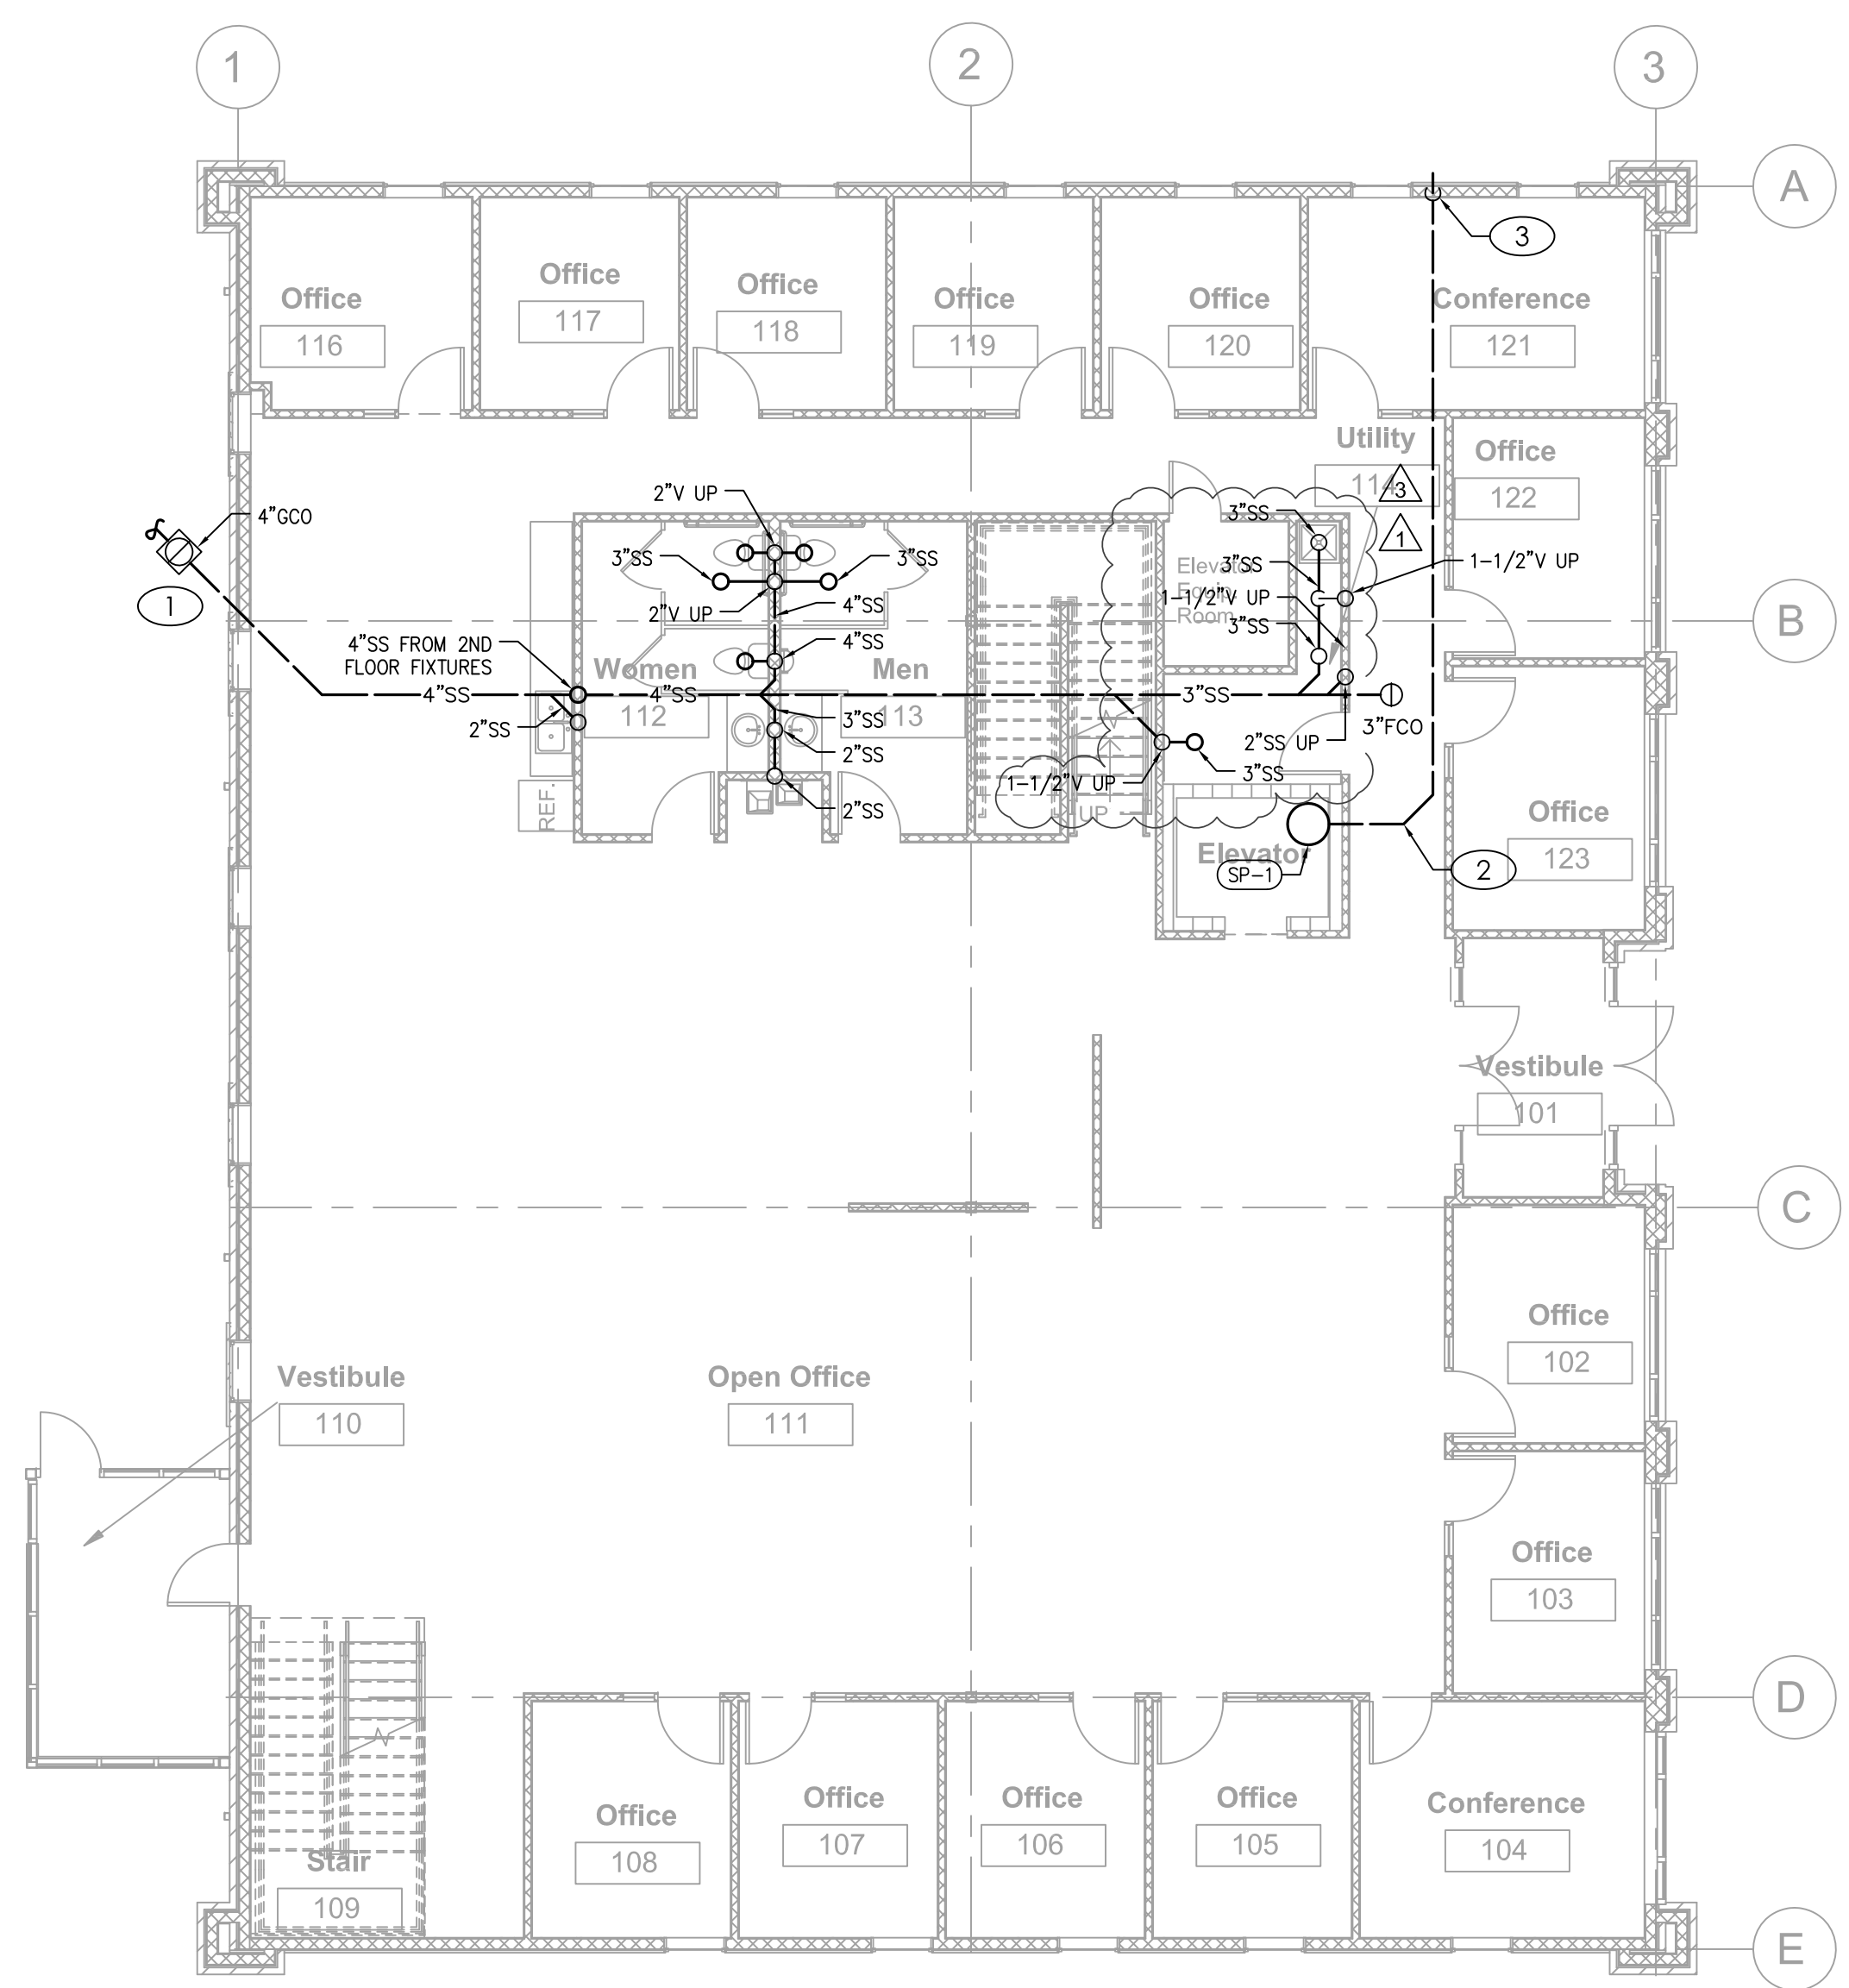 1
2
3
A
3
Office
Office
Office
Office
Office
Conference
116
117
118
119
120
121
Utility
Office
114
3
122
2"V UP
4"GCO
3"SS
1
3"SS
3"SS
Elevator
Equip.
Room
3"SS
1-1/2"V UP
1
2"V UP
4"SS
1-1/2"V UP
B
3"SS
4"SS FROM 2ND
FLOOR FIXTURES
4"SS
Women
Men
4"SS
4"SS
3"SS
112
113
3"SS
2"SS
3"FCO
2"SS UP
2"SS
3"SS
1-1/2"V UP
REF.
2"SS
UP
Office
123
Elevator
SP-1
2
Vestibule
101
C
Office
102
Vestibule
110
Open Office
111
Office
103
D
Office
108
Office
107
Office
106
Office
105
Conference
104
Stair
109
E